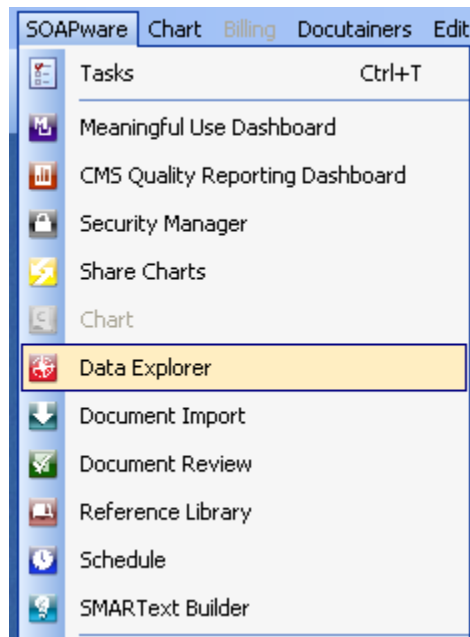 SOAPware Chart Billing Docutainers Edit
Tasks Ctrl+T
Meaningful Use Dashboard
CMS Quality Reporting Dashboard
Security Manager
Share Charts
Chart
Data Explorer
Document Import
Document Review
Reference Library
Schedule
SMARText Builder